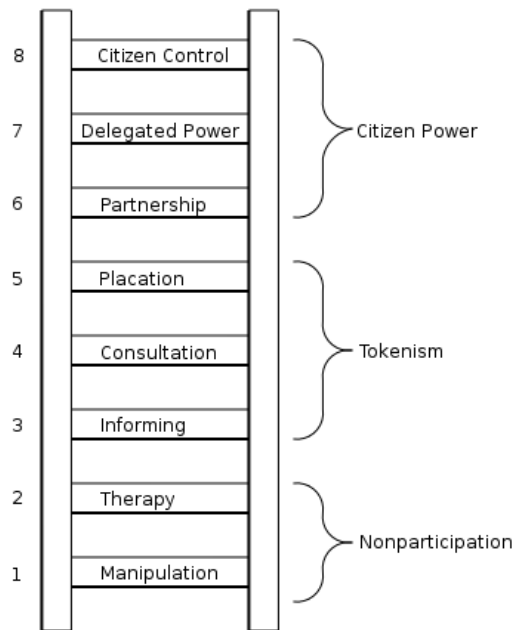 8 Citizen Control
7 Delegated Power
Citizen Power
6 Partnership
5 Placation
4 Consultation
Tokenism
3 Informing
2 Therapy
Nonparticipation
1 Manipulation